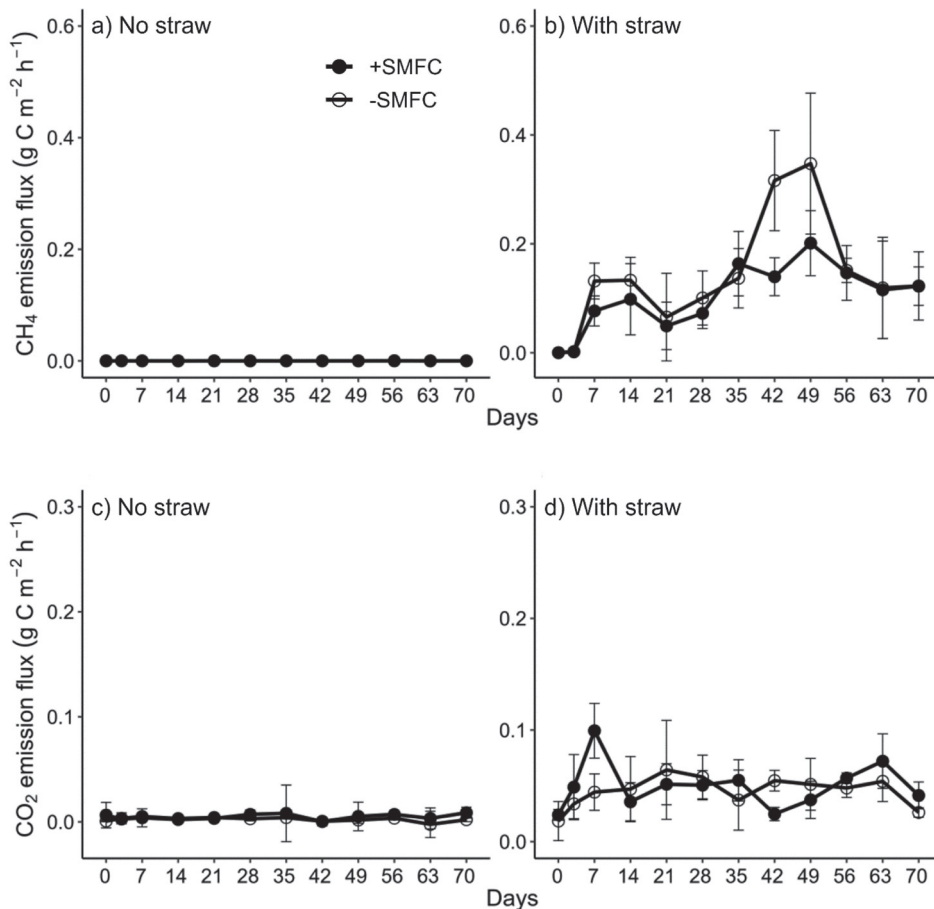 a) No straw
b) With straw
+SMFC
-SMFC
CH₄ emission flux (g C m⁻² h⁻¹)
0.6
0.4
0.2
0.0
0.6
0.4
0.2
0.0
0 7 14 21 28 35 42 49 56 63 70
0 7 14 21 28 35 42 49 56 63 70
Days
c) No straw
d) With straw
CO₂ emission flux (g C m⁻² h⁻¹)
0.3
0.2
0.1
0.0
0.3
0.2
0.1
0.0
0 7 14 21 28 35 42 49 56 63 70
0 7 14 21 28 35 42 49 56 63 70
Days